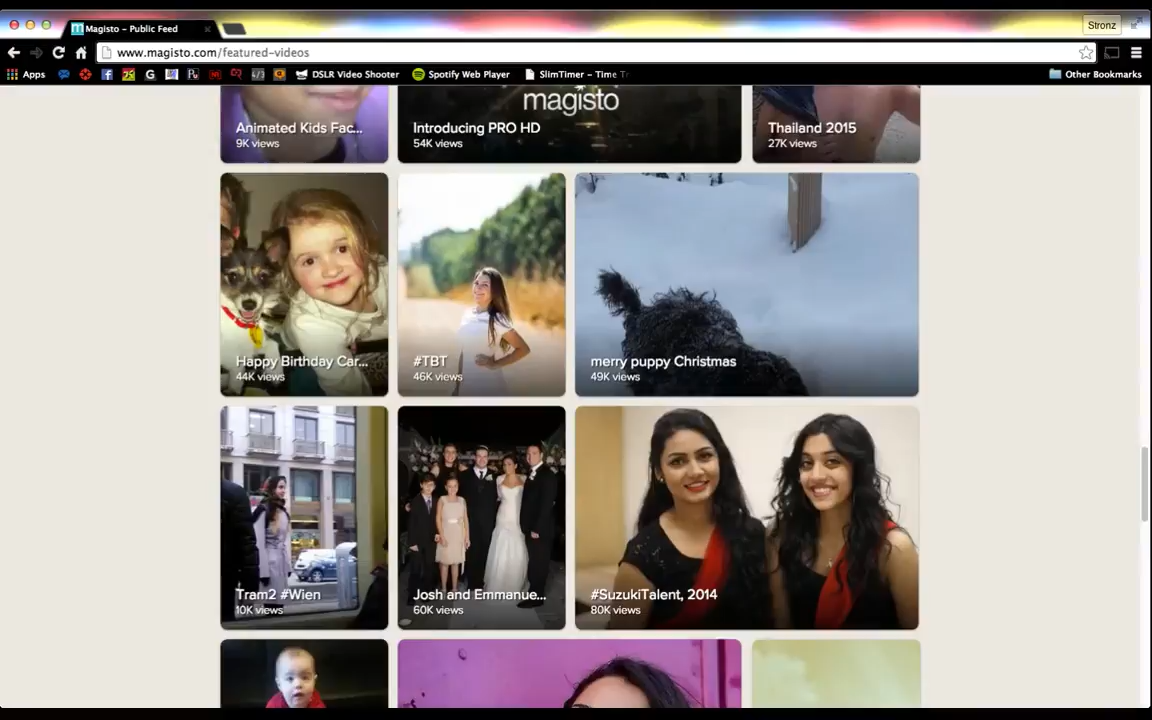 Magisto - Public Feed
Stronz
www.magisto.com/featured-videos
Apps
DSLR Video Shooter
Spotify Web Player
SlimTimer - Time Tr
Other Bookmarks
magisto
Animated Kids Fac...
9K views
Introducing PRO HD
54K views
Thailand 2015
27K views
Happy Birthday Car...
44K views
#TBT
46K views
merry puppy Christmas
49K views
Tram2 #Wien
10K views
Josh and Emmanue...
60K views
#SuzukiTalent, 2014
80K views